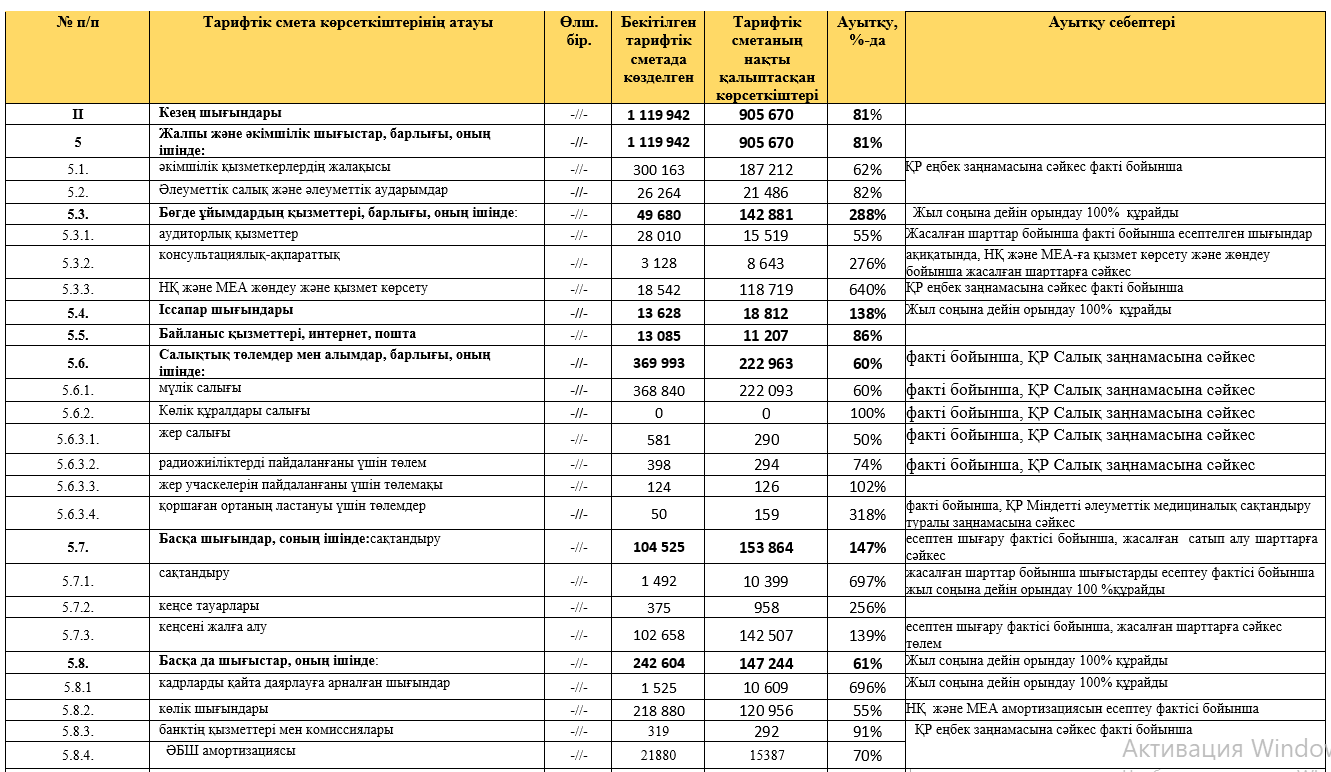 № п/п Тарифтік смета көрсеткіштерінің атауы Өлш. бір. Бекітілген тарифтік сметада көзделген Тарифтік сметаның нақты қалыптасқан көрсеткіштері Ауытқу, %-да Ауытқу себептері
II Кезең шығындары -//- 1 119 942 905 670 81%
5 Жалпы және әкімшілік шығыстар, барлығы, оның ішінде: -//- 1 119 942 905 670 81%
5.1. әкімшілік қызметкерлердің жалақысы -//- 300 163 187 212 62% ҚР еңбек заңнамасына сәйкес факті бойынша
5.2. Әлеуметтік салық және әлеуметтік аударымдар -//- 26 264 21 486 82%
5.3. Бөгде ұйымдардың қызметтері, барлығы, оның ішінде: -//- 49 680 142 881 288% Жыл соңына дейін орындау 100% құрайды
5.3.1. аудиторлық қызметтер -//- 28 010 15 519 55% Жасалған шарттар бойынша факті бойынша есептелген шығындар
5.3.2. консультациялық-ақпараттық -//- 3 128 8 643 276% ақиқатында, НҚ және МЕА-ға қызмет көрсету және жөндеу
бойынша жасалған шарттарға сәйкес
5.3.3. НҚ және МЕА жөндеу және қызмет көрсету -//- 18 542 118 719 640% ҚР еңбек заңнамасына сәйкес факті бойынша
5.4. Іссапар шығындары -//- 13 628 18 812 138% Жыл соңына дейін орындау 100% құрайды
5.5. Байланыс қызметтері, интернет, пошта -//- 13 085 11 207 86%
5.6. Салықтық төлемдер мен алымдар, барлығы, оның ішінде: -//- 369 993 222 963 60% факті бойынша, ҚР Салық заңнамасына сәйкес
5.6.1. мүлік салығы -//- 368 840 222 093 60% факті бойынша, ҚР Салық заңнамасына сәйкес
5.6.2. Көлік құралдары салығы -//- 0 0 100% факті бойынша, ҚР Салық заңнамасына сәйкес
5.6.3.1. жер салығы -//- 581 290 50% факті бойынша, ҚР Салық заңнамасына сәйкес
5.6.3.2. радиожиіліктерді пайдаланғаны үшін төлем -//- 398 294 74% факті бойынша, ҚР Салық заңнамасына сәйкес
5.6.3.3. жер учаскелерін пайдаланғаны үшін төлемақы -//- 124 126 102%
5.6.3.4. қоршаған ортаның ластануы үшін төлемдер -//- 50 159 318% факті бойынша, ҚР Міндетті әлеуметтік медициналық сақтандыру
туралы заңнамасына сәйкес
5.7. Басқа шығындар, соның ішінде:сақтандыру -//- 104 525 153 864 147% есептен шығару фактісі бойынша, жасалған сатып алу шарттарға
сәйкес
5.7.1. сақтандыру -//- 1 492 10 399 697% жасалған шарттар бойынша шығыстарды есептеу фактісі бойынша
жыл соңына дейін орындау 100 %құрайды
5.7.2. кеңсе тауарлары -//- 375 958 256%
5.7.3. кеңсені жалға алу -//- 102 658 142 507 139% есептен шығару фактісі бойынша, жасалған шарттарға сәйкес
төлем
5.8. Басқа да шығыстар, оның ішінде: -//- 242 604 147 244 61% Жыл соңына дейін орындау 100% құрайды
5.8.1 кадрларды қайта даярлауға арналған шығындар -//- 1 525 10 609 696% Жыл соңына дейін орындау 100% құрайды
5.8.2. көлік шығындары -//- 218 880 120 956 55% НҚ және МЕА амортизациясын есептеу фактісі бойынша
5.8.3. банктің қызметтері мен комиссиялары -//- 319 292 91% ҚР еңбек заңнамасына сәйкес факті бойынша
5.8.4. ӘБШ амортизациясы -//- 21880 15387 70%
Активация Window